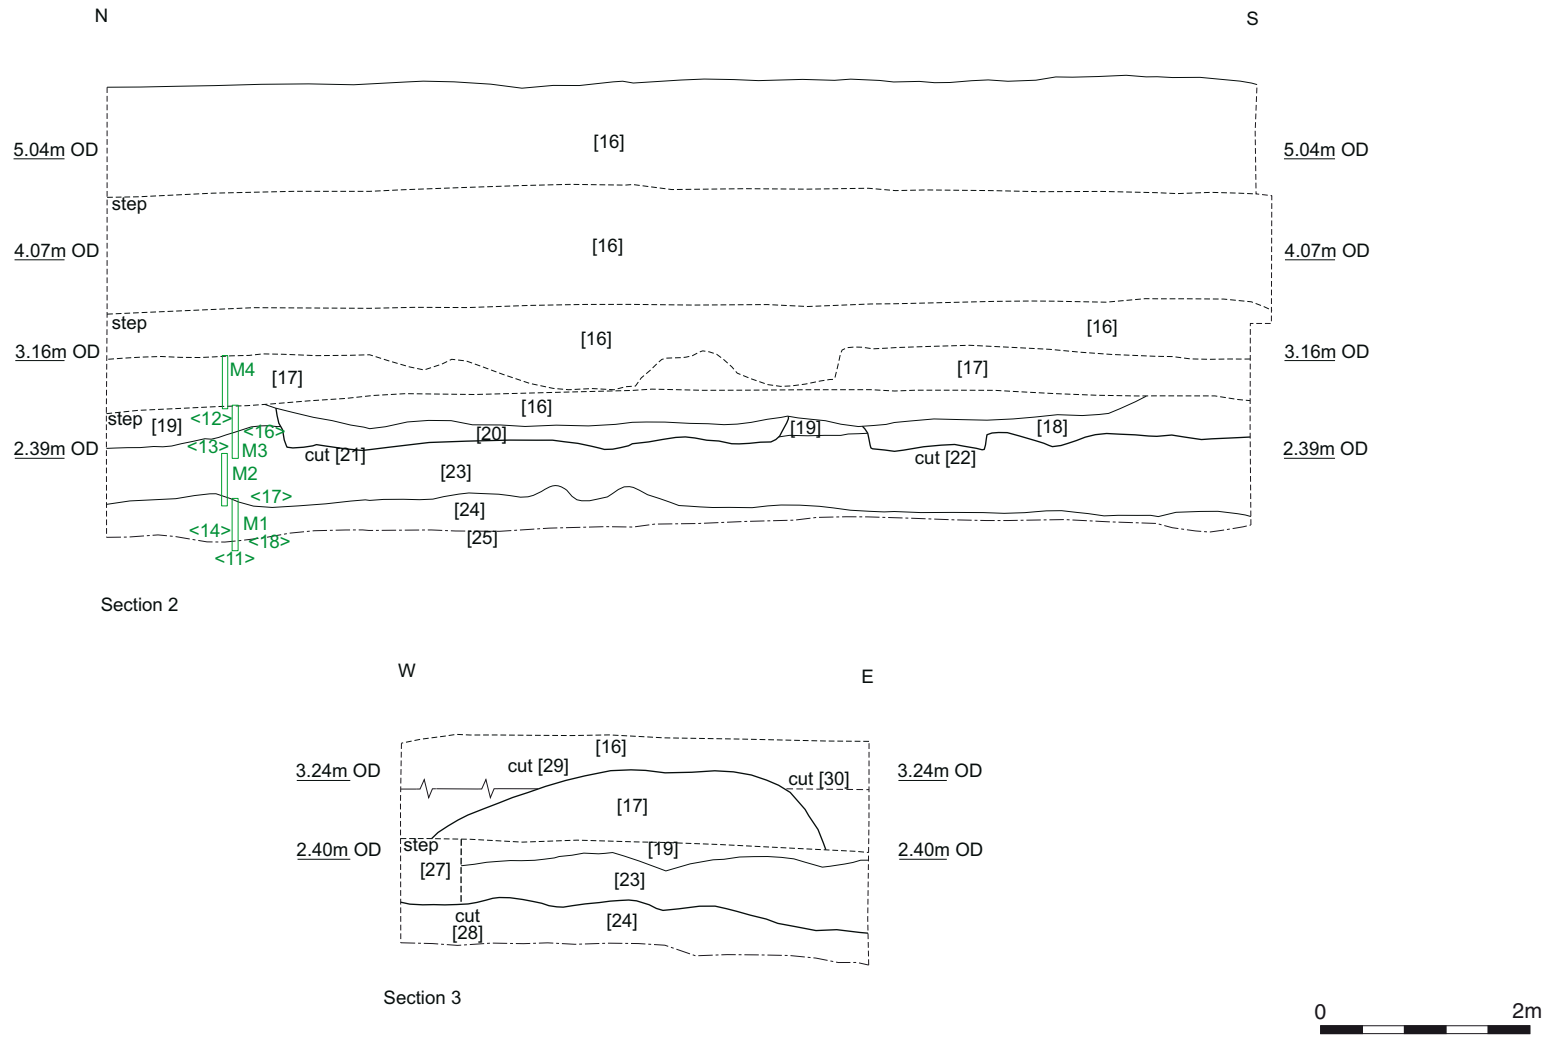 N S
[16]
5.04m OD 5.04m OD
step
[16]
4.07m OD 4.07m OD
step
[16] [16]
3.16m OD 3.16m OD
M4
[17] [17]
[16]
step <12>
[19] <16> [20] [19] [18]
<13> M3 cut [21] cut [22]
2.39m OD 2.39m OD
M2 [23]
<17>
[24]
<14> M1
<18> [25]
<11>
Section 2
W E
[16]
cut [29] cut [30]
3.24m OD 3.24m OD
[17]
step [19]
2.40m OD 2.40m OD
[27] [23]
cut
[28] [24]
Section 3
0 2m